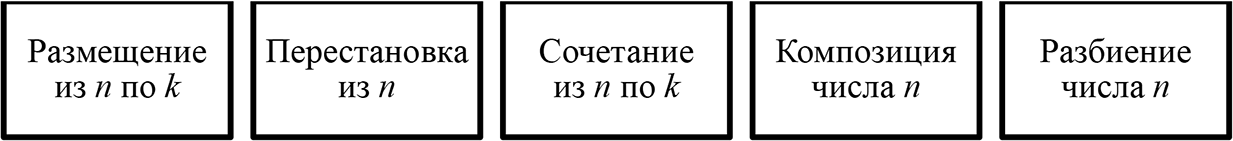 Размещение
из n по k
Перестановка
из n
Сочетание
из n по k
Композиция
числа n
Разбиение
числа n